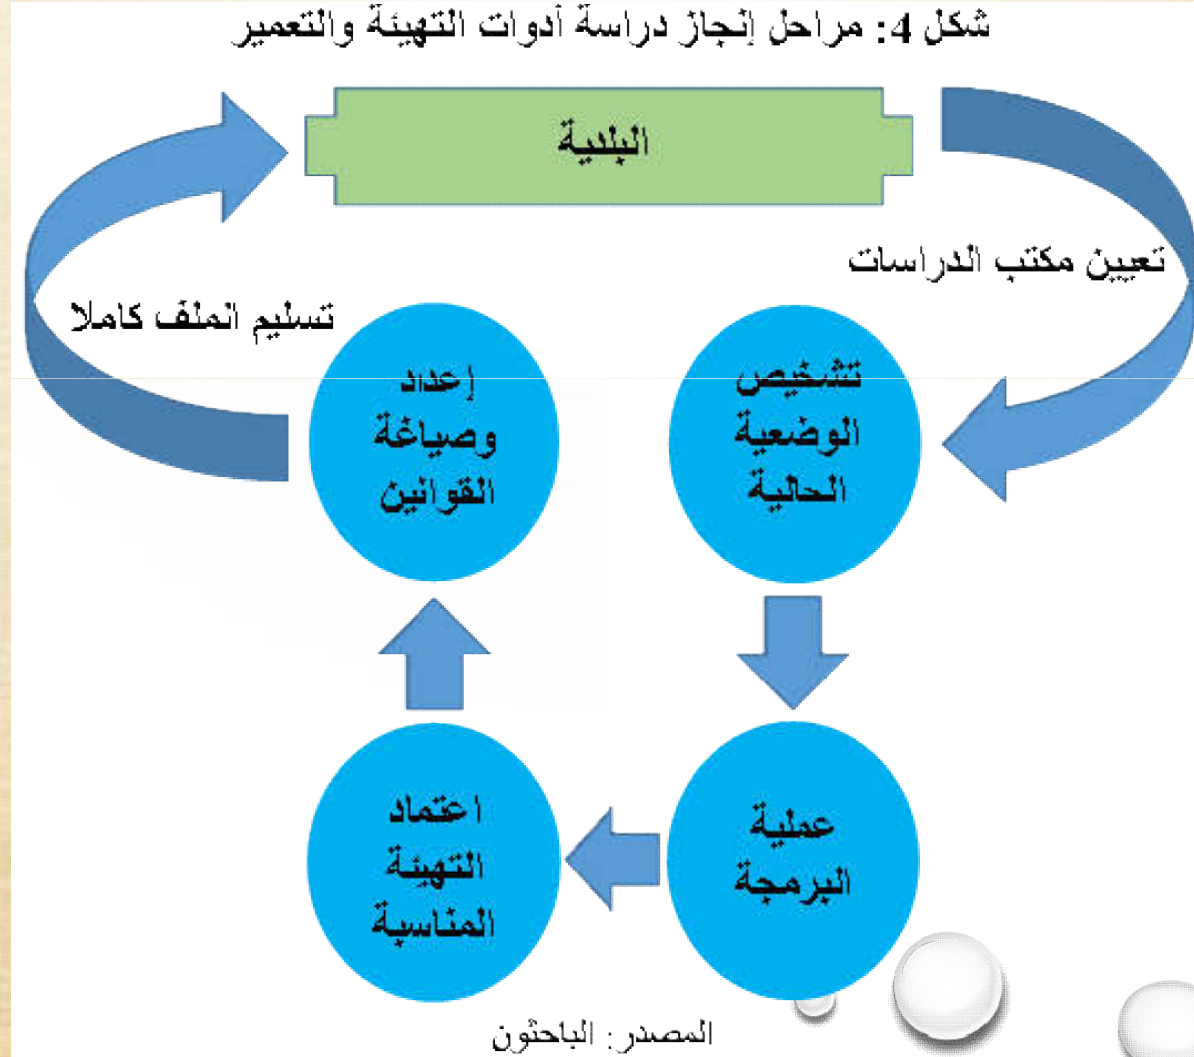 شكل 4: مراحل إنجاز دراسة أدوات التهيئة والتعمير
البلدية
تعيين مكتب الدراسات
تسليم الملف كاملا
تشخيص
الوضعية
الحالية
عملية
البرمجة
اعتماد
التهيئة
المناسبة
إعداد
وصياغة
القوانين
المصدر: الباحثون